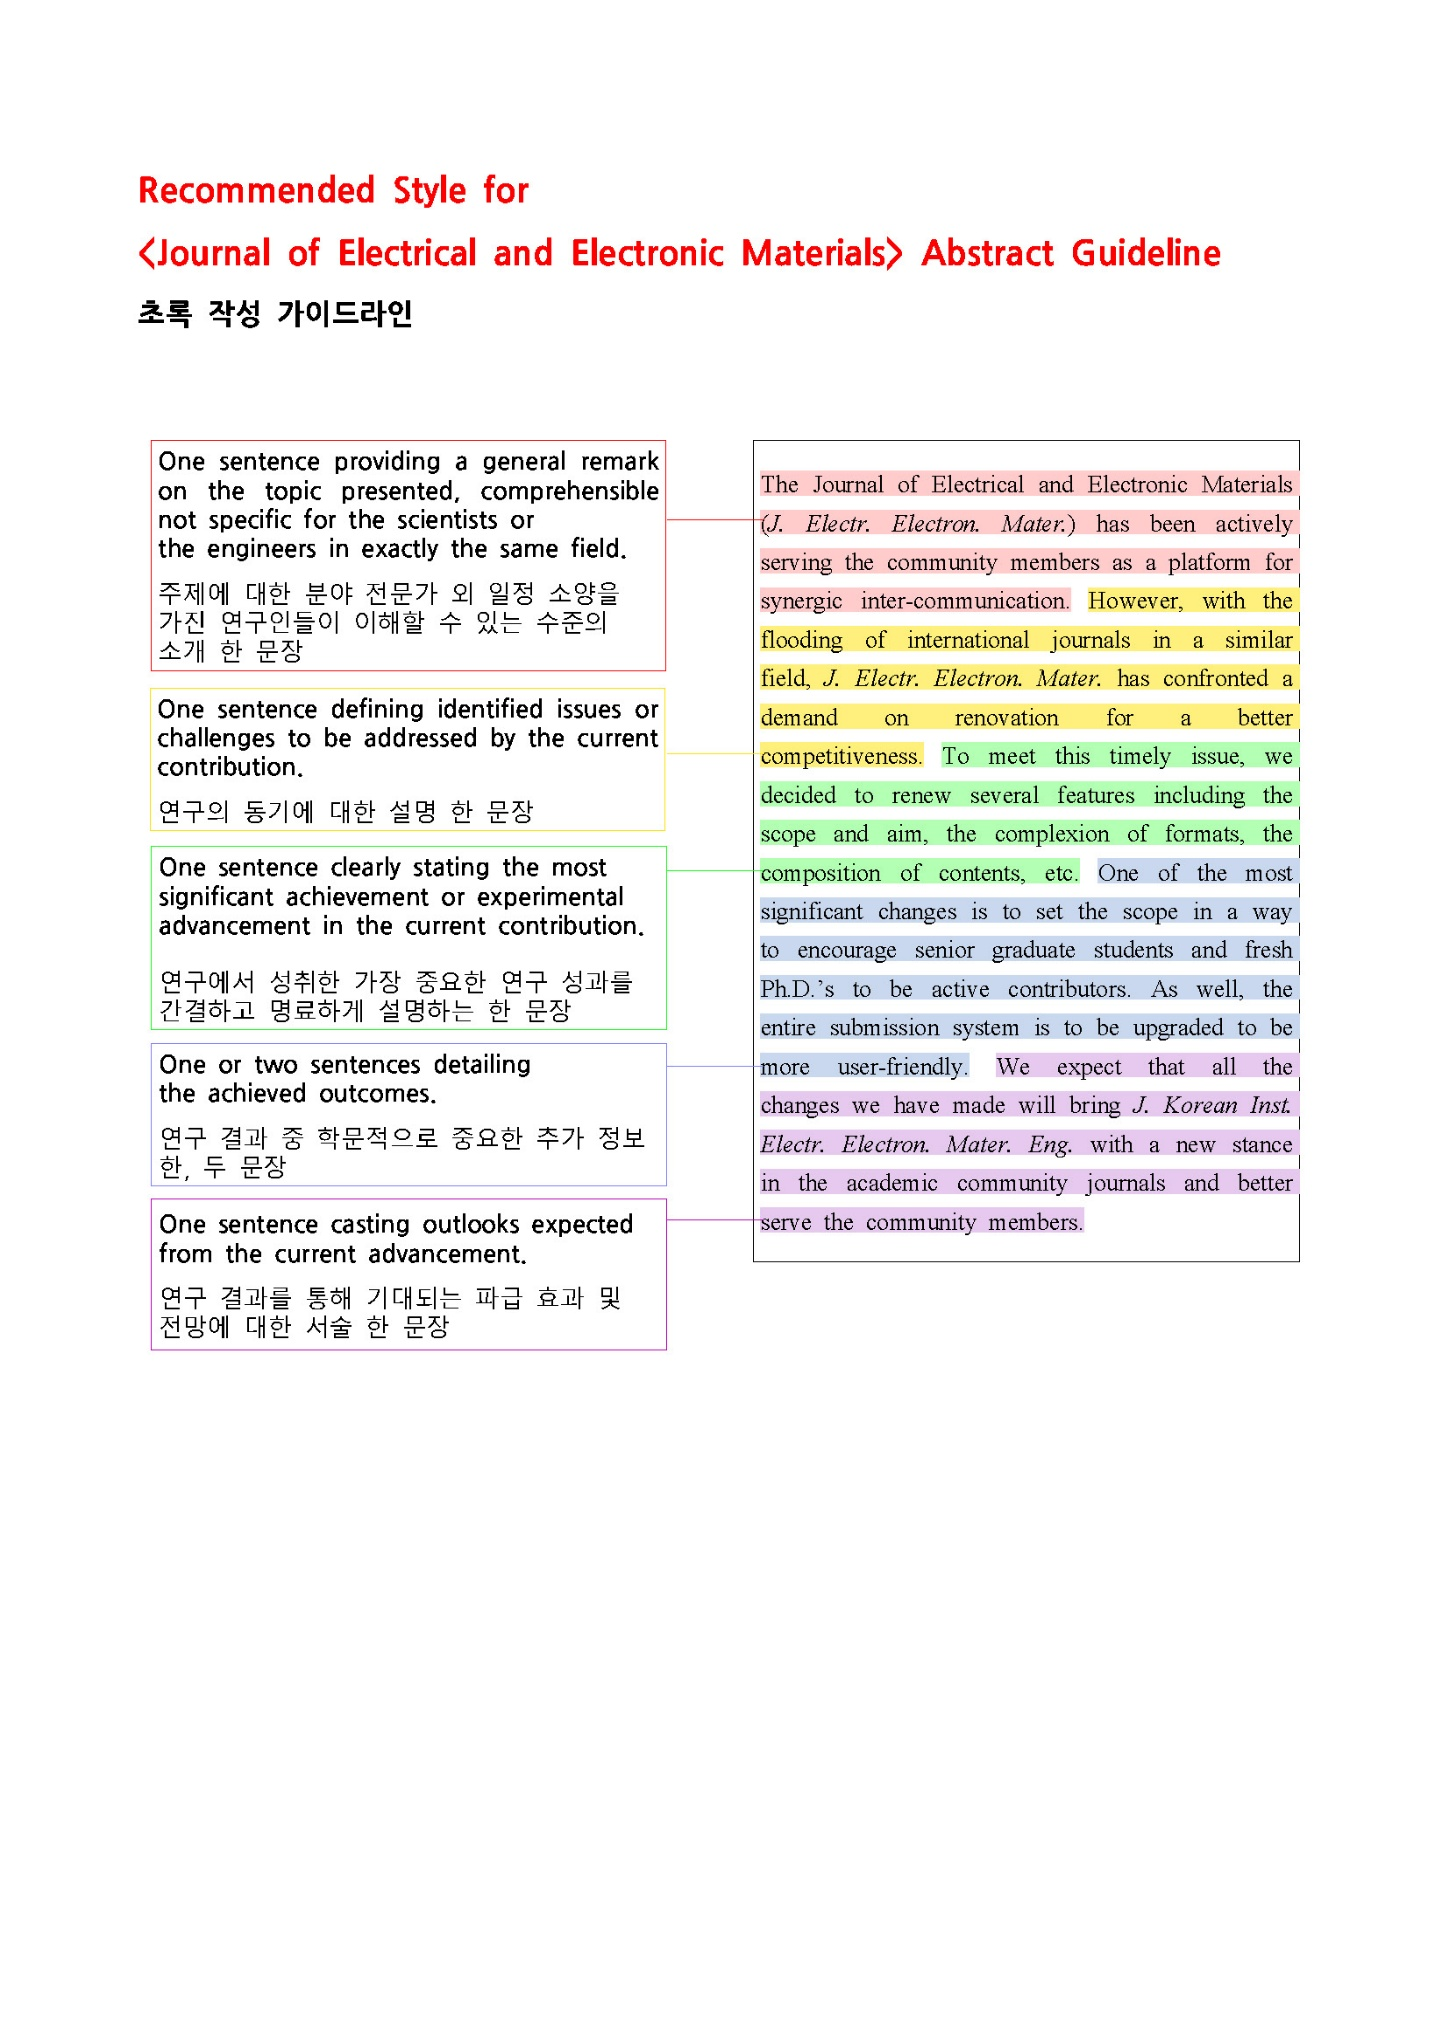 Recommended Style for
<Journal of Electrical and Electronic Materials> Abstract Guideline
초록 작성 가이드라인
One sentence providing a general remark
on the topic presented, comprehensible
not specific for the scientists or
the engineers in exactly the same field.
주제에 대한 분야 전문가 외 일정 소양을
가진 연구인들이 이해할 수 있는 수준의
소개 한 문장
One sentence defining identified issues or
challenges to be addressed by the current
contribution.
연구의 동기에 대한 설명 한 문장
One sentence clearly stating the most
significant achievement or experimental
advancement in the current contribution.
연구에서 성취한 가장 중요한 연구 성과를
간결하고 명료하게 설명하는 한 문장
One or two sentences detailing
the achieved outcomes.
연구 결과 중 학문적으로 중요한 추가 정보
한, 두 문장
One sentence casting outlooks expected
from the current advancement.
연구 결과를 통해 기대되는 파급 효과 및
전망에 대한 서술 한 문장
The Journal of Electrical and Electronic Materials
(J. Electr. Electron. Mater.) has been actively
serving the community members as a platform for
synergic inter-communication. However, with the
flooding of international journals in a similar
field, J. Electr. Electron. Mater. has confronted a
demand on renovation for a better
competitiveness. To meet this timely issue, we
decided to renew several features including the
scope and aim, the complexion of formats, the
composition of contents, etc. One of the most
significant changes is to set the scope in a way
to encourage senior graduate students and fresh
Ph.D.'s to be active contributors. As well, the
entire submission system is to be upgraded to be
more user-friendly. We expect that all the
changes we have made will bring J. Korean Inst.
Electr. Electron. Mater. Eng. with a new stance
in the academic community journals and better
serve the community members.